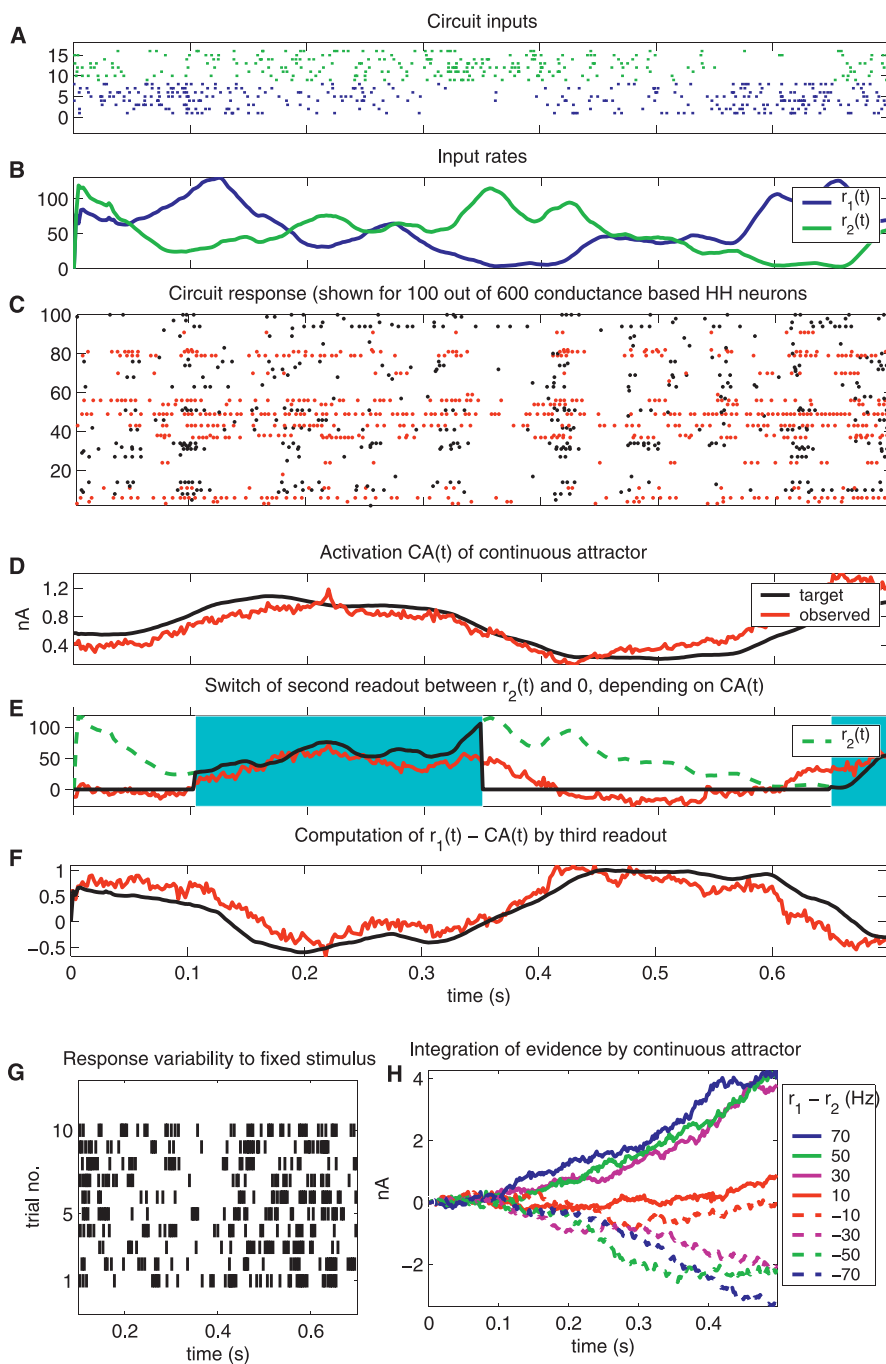 A
Circuit inputs
15
10
5
0
B
Input rates
100
50
0
r1(t)
r2(t)
C
Circuit response (shown for 100 out of 600 conductance based HH neurons
100
80
60
40
20
D
Activation CA(t) of continuous attractor
nA
1.2
0.8
0.4
target
observed
E
Switch of second readout between r2(t) and 0, depending on CA(t)
100
50
0
r2(t)
F
Computation of r1(t) − CA(t) by third readout
1
0.5
0
−0.5
0 0.1 0.2 0.3 0.4 0.5 0.6
time (s)
G
Response variability to fixed stimulus
trial no.
10
5
1
0.2 0.4 0.6
time (s)
H
Integration of evidence by continuous attractor
nA
4
2
0
−2
0 0.1 0.2 0.3 0.4
time (s)
r1 − r2 (Hz)
70
50
30
10
−10
−30
−50
−70